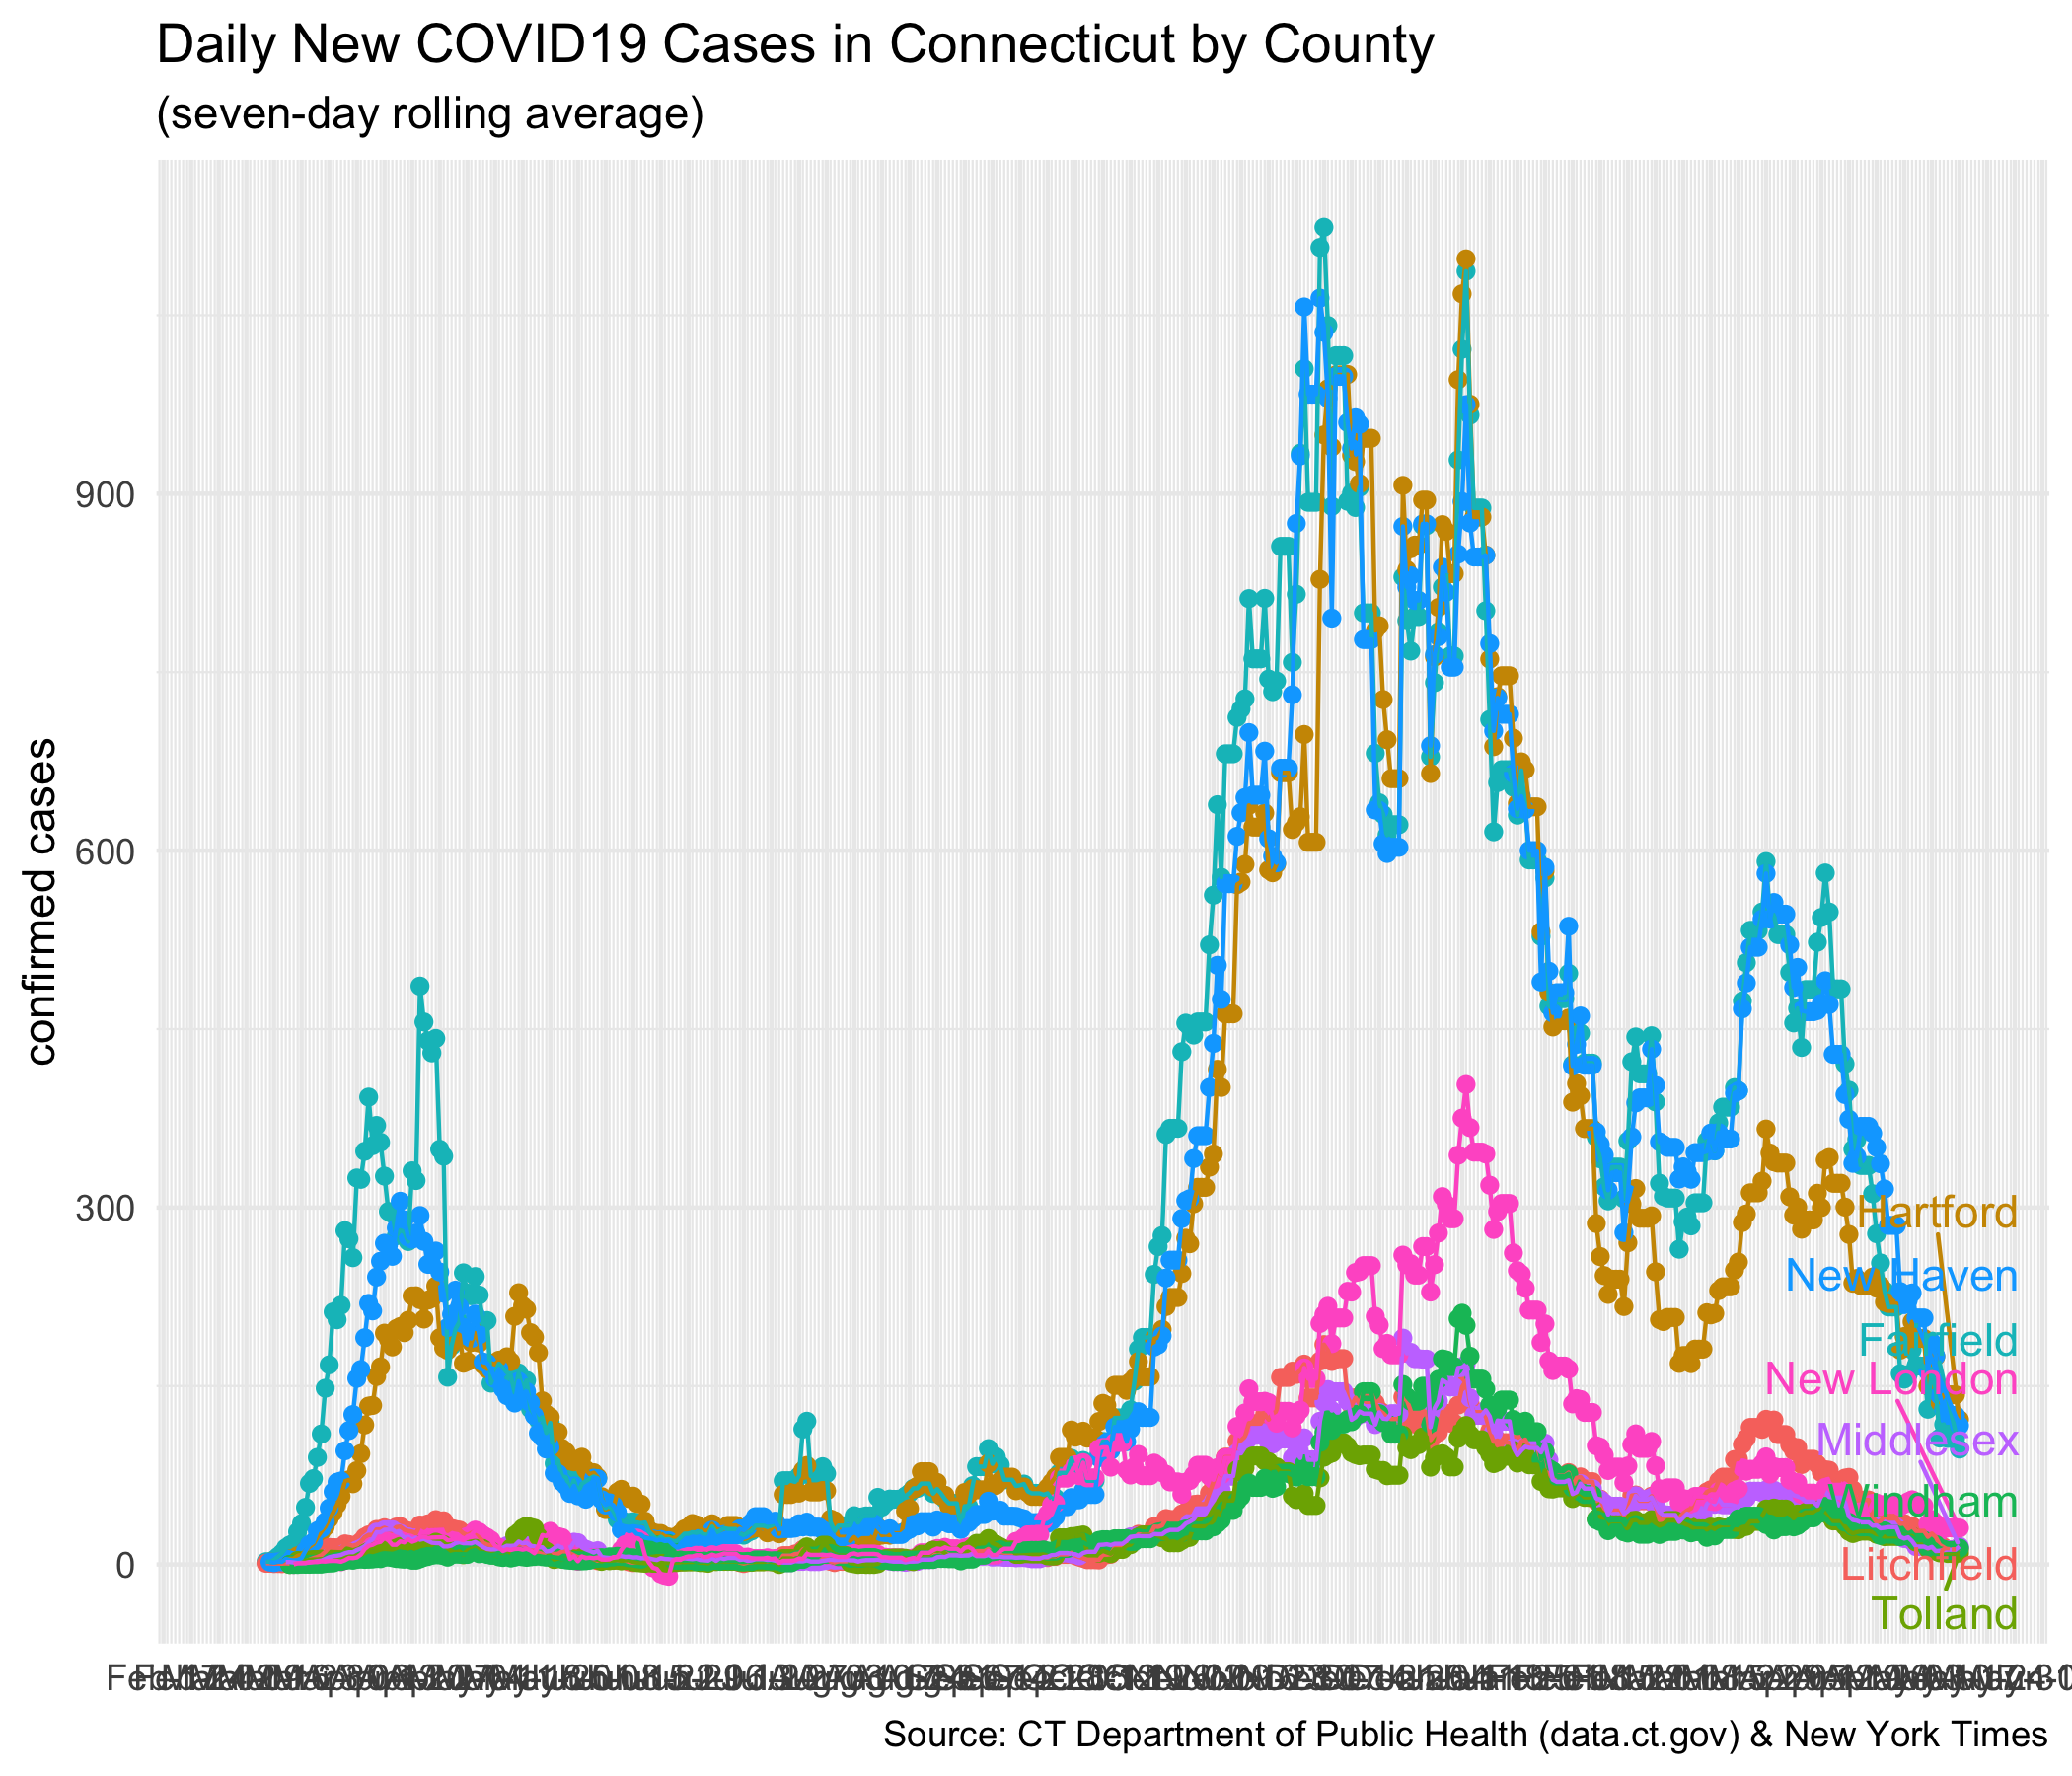 Daily New COVID19 Cases in Connecticut by County
(seven-day rolling average)
confirmed cases
900
600
300
0
Hartford
New Haven
Fairfield
New London
Middlesex
Windham
Litchfield
Tolland
Source: CT Department of Public Health (data.ct.gov) & New York Times